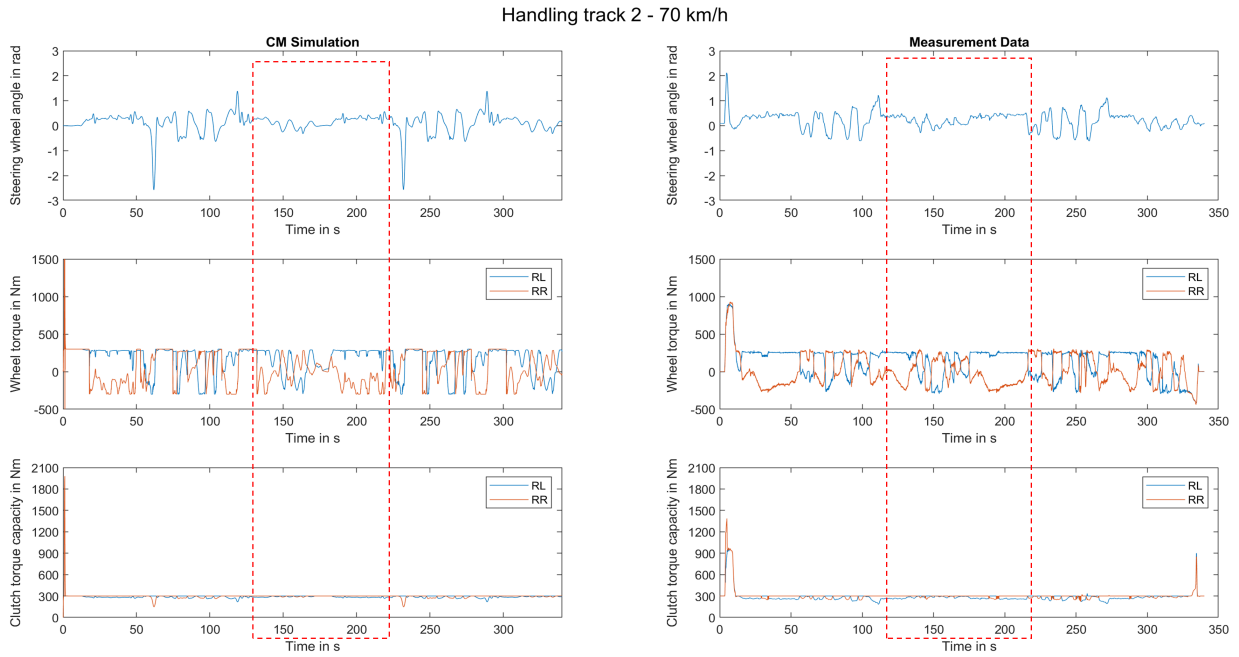 Handling track 2 - 70 km/h
CM Simulation
Steering wheel angle in rad
3
2
1
0
-1
-2
-3
0 50 100 150 200 250 300
Time in s
Measurement Data
Steering wheel angle in rad
3
2
1
0
-1
-2
-3
0 50 100 150 200 250 300 350
Time in s
Wheel torque in Nm
1500
1000
500
0
-500
RL
RR
0 50 100 150 200 250 300
Time in s
Wheel torque in Nm
1500
1000
500
0
-500
RL
RR
0 50 100 150 200 250 300 350
Time in s
Clutch torque capacity in Nm
2100
1800
1500
1200
900
600
300
0
RL
RR
0 50 100 150 200 250 300
Time in s
Clutch torque capacity in Nm
2100
1800
1500
1200
900
600
300
0
RL
RR
0 50 100 150 200 250 300 350
Time in s